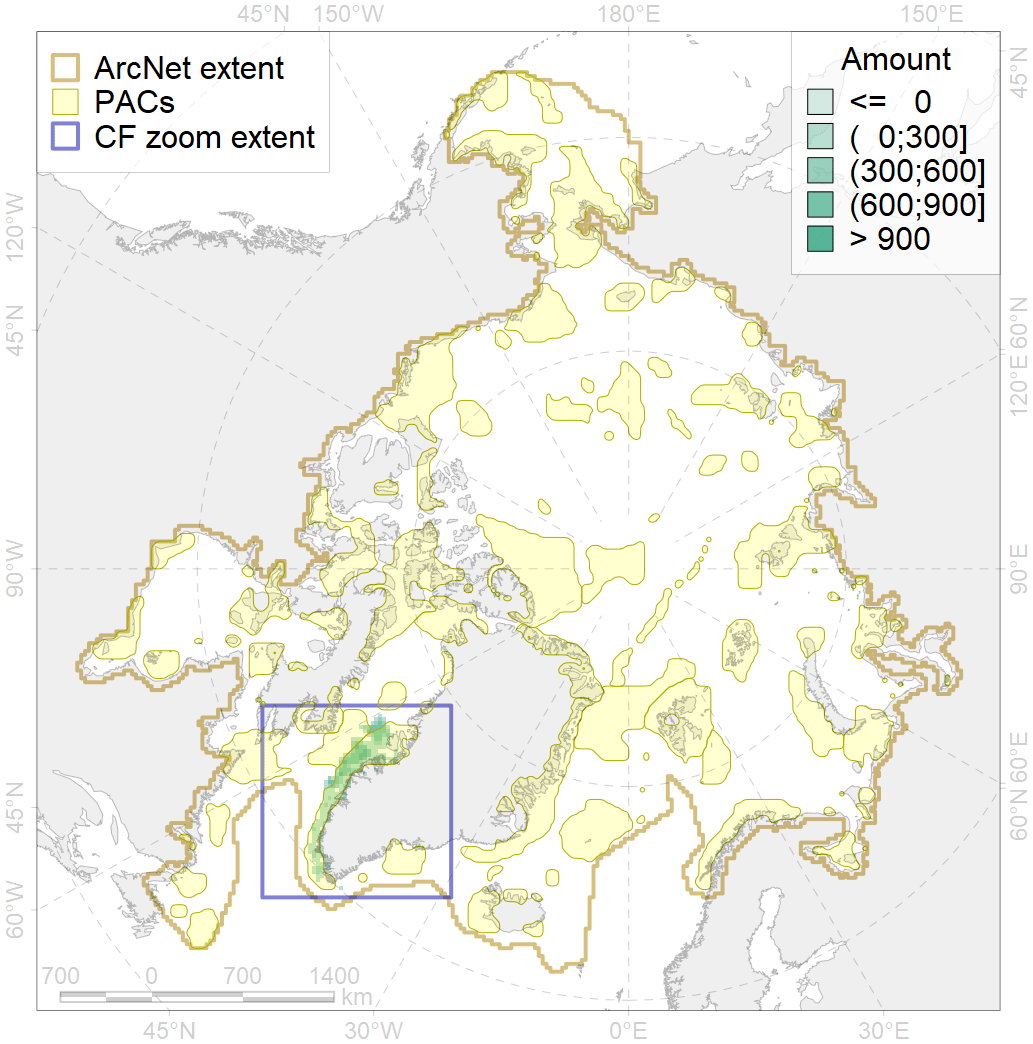 45°N 150°W 180°E 150°E
ArcNet extent
PACs
CF zoom extent
Amount
<= 0
( 0;300]
(300;600]
(600;900]
> 900
120°W
45°N
90°W
45°N
60°W
45°N
60°N
120°E
90°E
60°E
60°N
700 0 700 1400
km
45°N 30°W 0°E 30°E